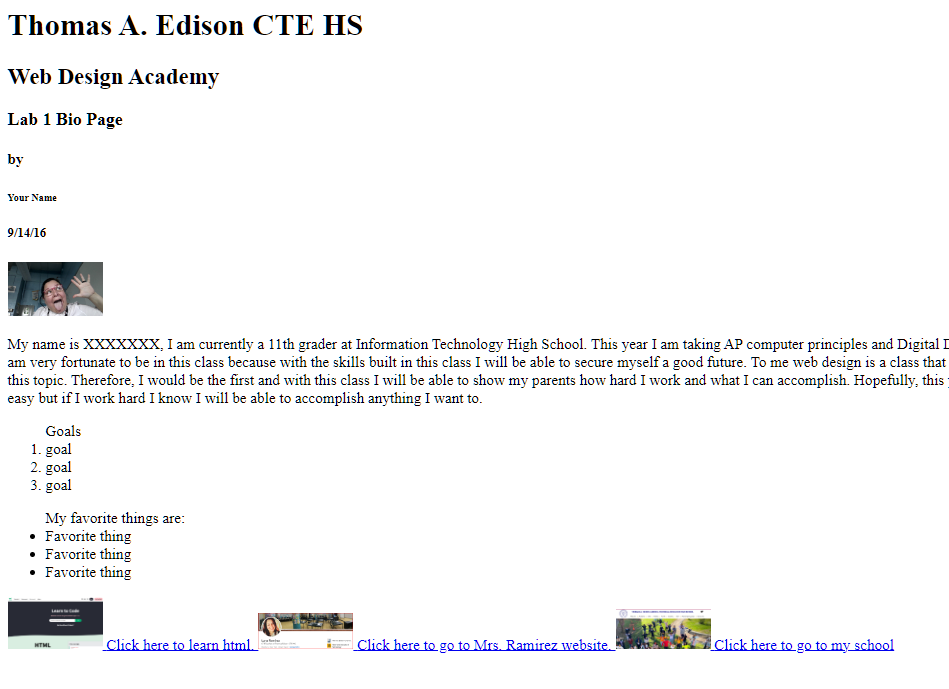 Thomas A. Edison CTE HS
Web Design Academy
Lab 1 Bio Page
by
Your Name
9/14/16
My name is XXXXXXX, I am currently a 11th grader at Information Technology High School. This year I am taking AP computer principles and Digital
am very fortunate to be in this class because with the skills built in this class I will be able to secure myself a good future. To me web design is a class that
this topic. Therefore, I would be the first and with this class I will be able to show my parents how hard I work and what I can accomplish. Hopefully, this
easy but if I work hard I know I will be able to accomplish anything I want to.
Goals
1. goal
2. goal
3. goal
My favorite things are:
• Favorite thing
• Favorite thing
• Favorite thing
Learn to Code
HTML
Click here to learn html. Click here to go to Mrs. Ramirez website. Click here to go to my school